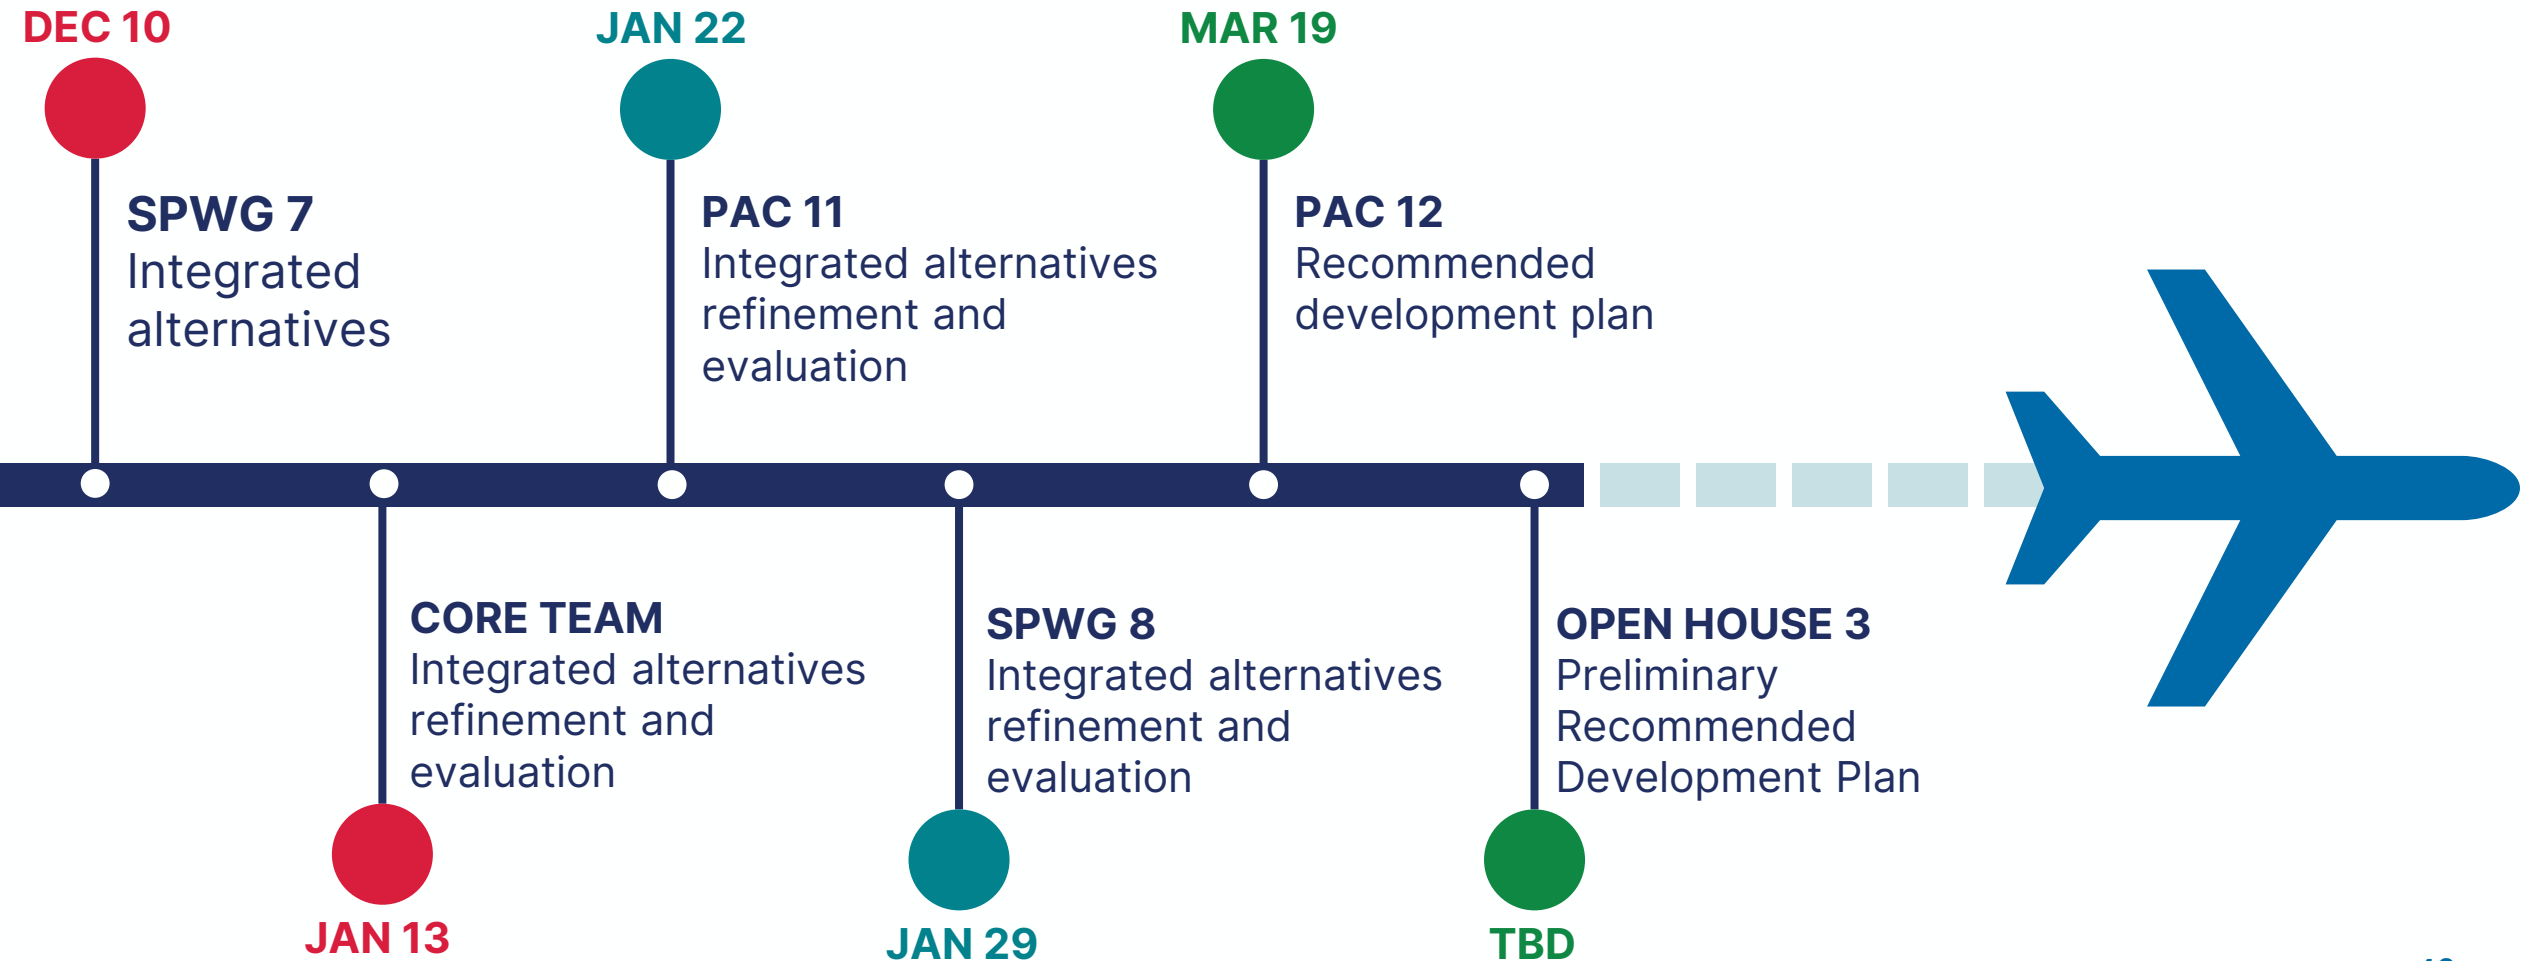 DEC 10
SPWG 7
Integrated
alternatives
JAN 22
PAC 11
Integrated alternatives
refinement and
evaluation
MAR 19
PAC 12
Recommended
development plan
CORE TEAM
Integrated alternatives
refinement and
evaluation
JAN 13
SPWG 8
Integrated alternatives
refinement and
evaluation
JAN 29
OPEN HOUSE 3
Preliminary
Recommended
Development Plan
TBD